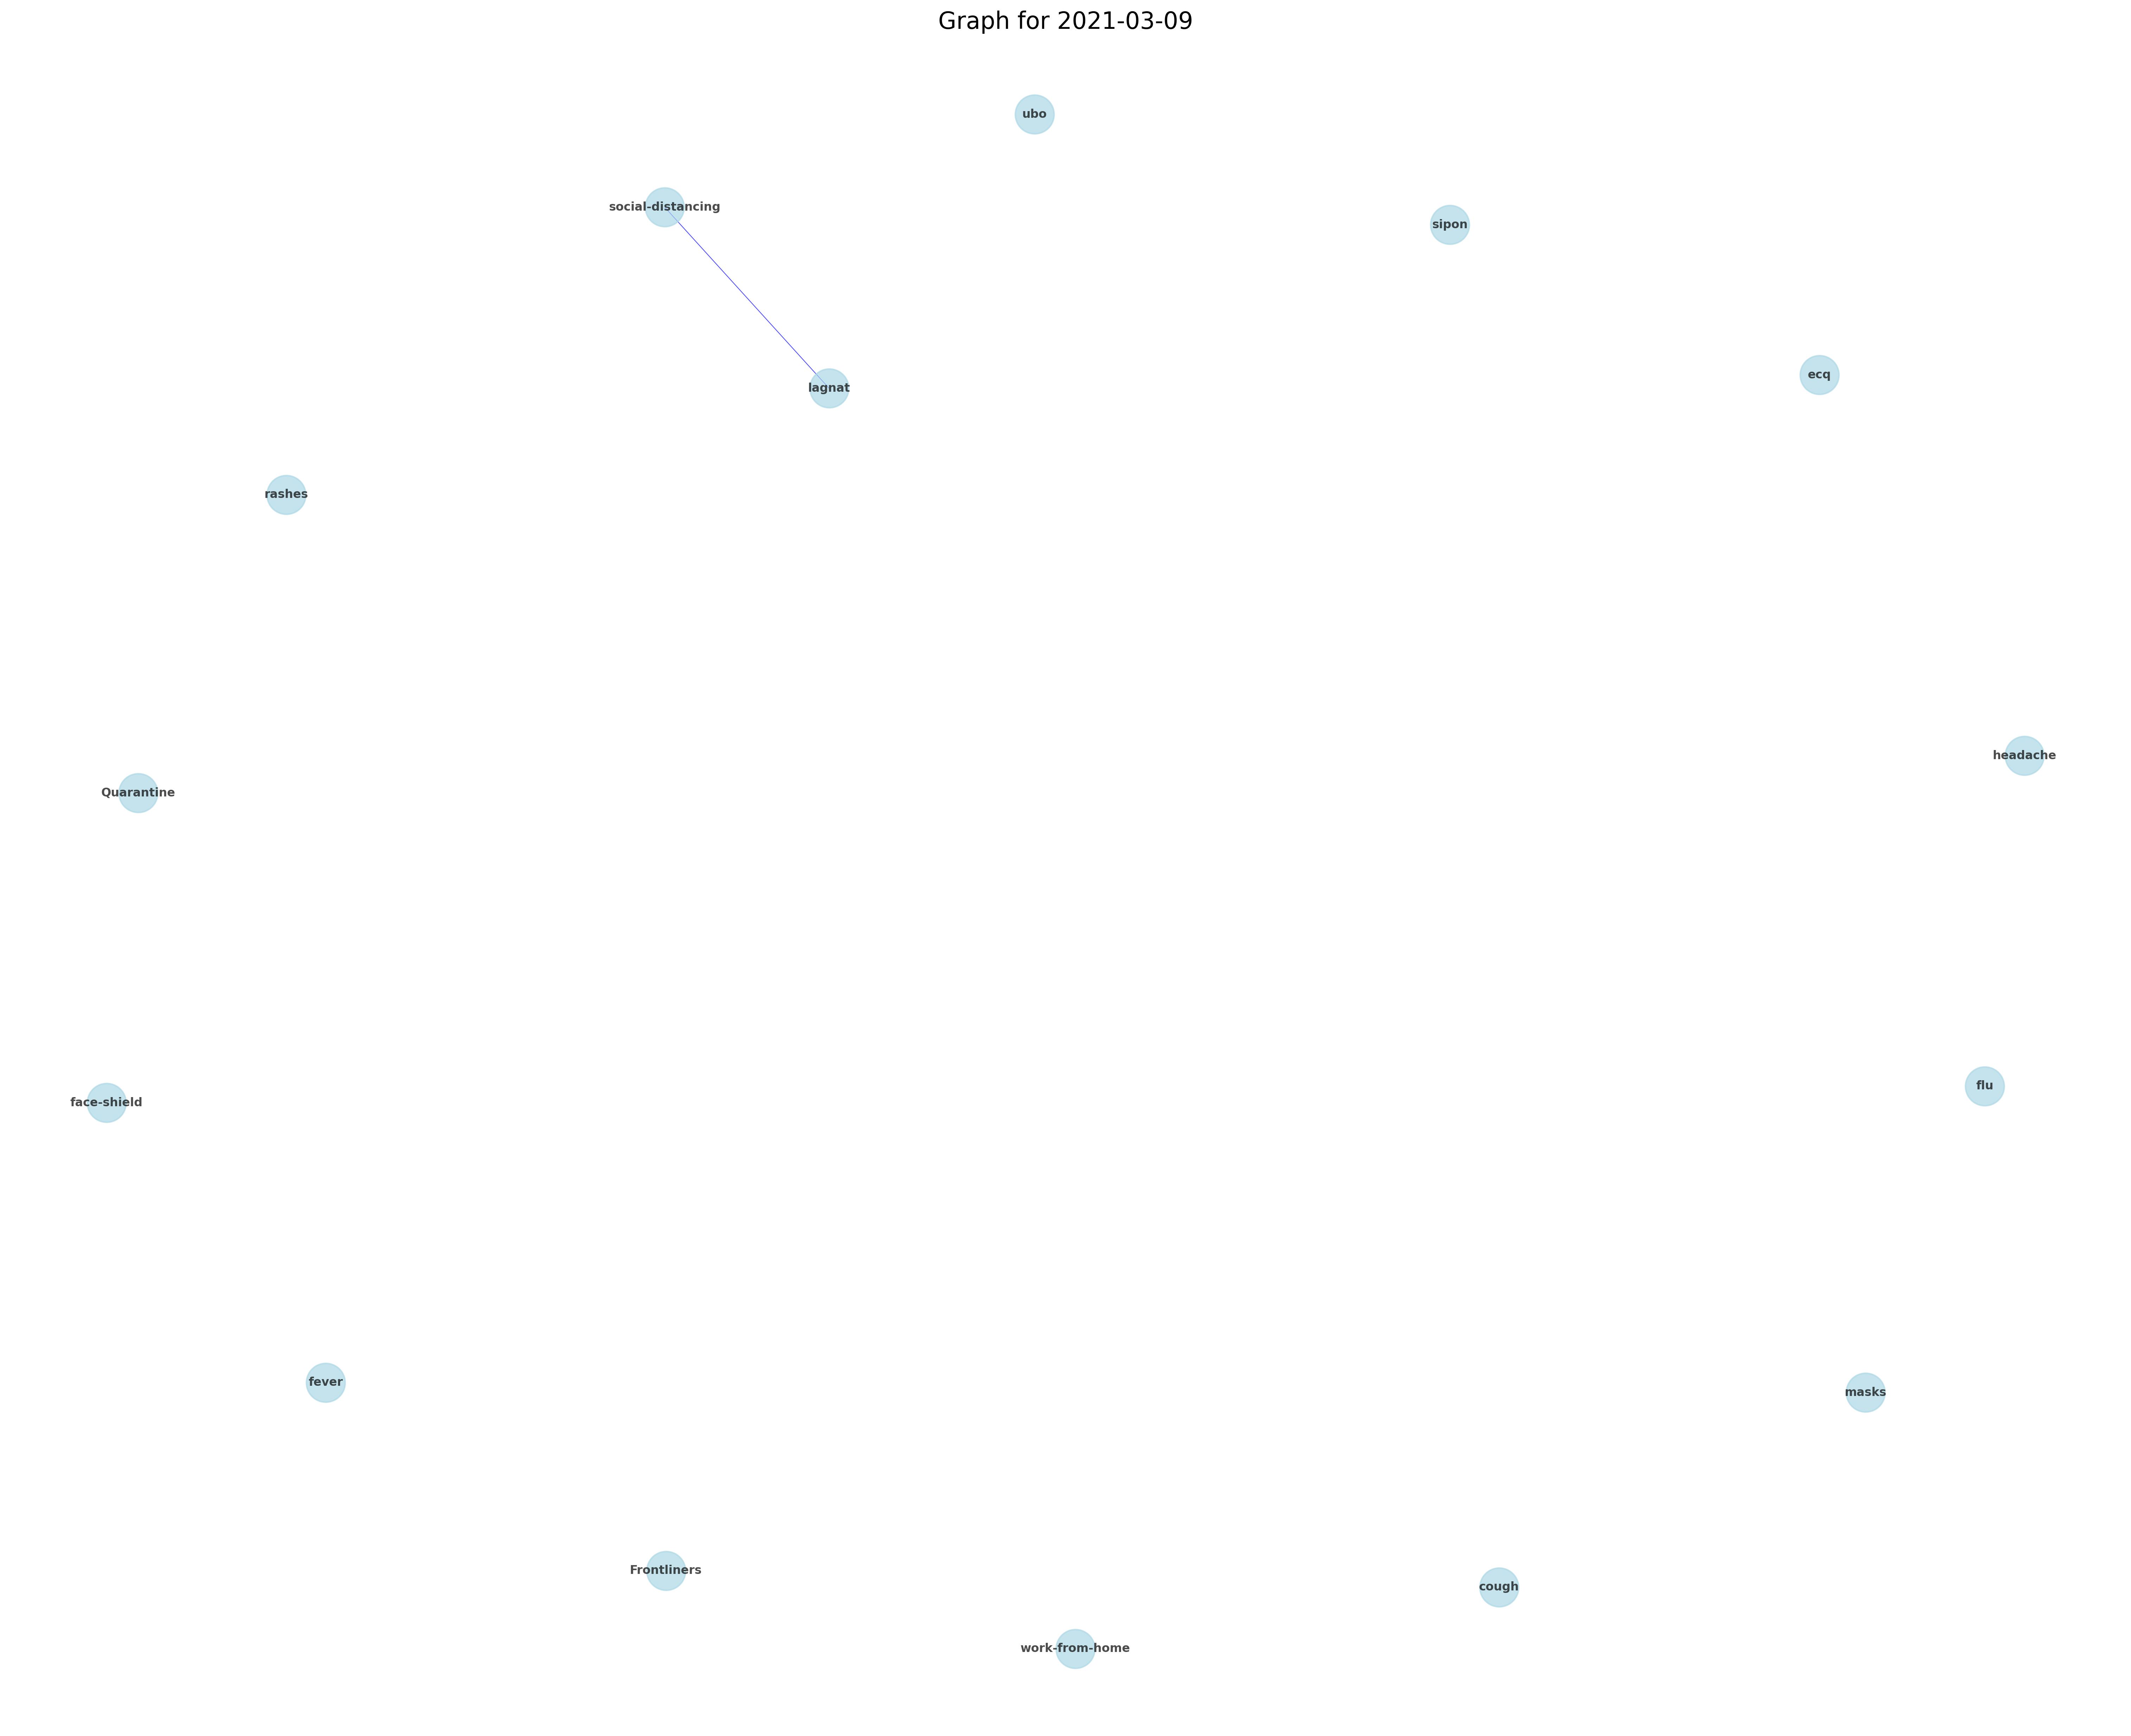 Graph for 2021-03-09
ubo
social-distancing
sipon
ecq
lagnat
rashes
headache
Quarantine
flu
face-shield
fever
masks
Frontliners
cough
work-from-home